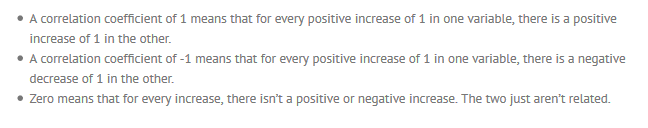 • A correlation coefficient of 1 means that for every positive increase of 1 in one variable, there is a positive
increase of 1 in the other.
• A correlation coefficient of -1 means that for every positive increase of 1 in one variable, there is a negative
decrease of 1 in the other.
• Zero means that for every increase, there isn't a positive or negative increase. The two just aren't related.